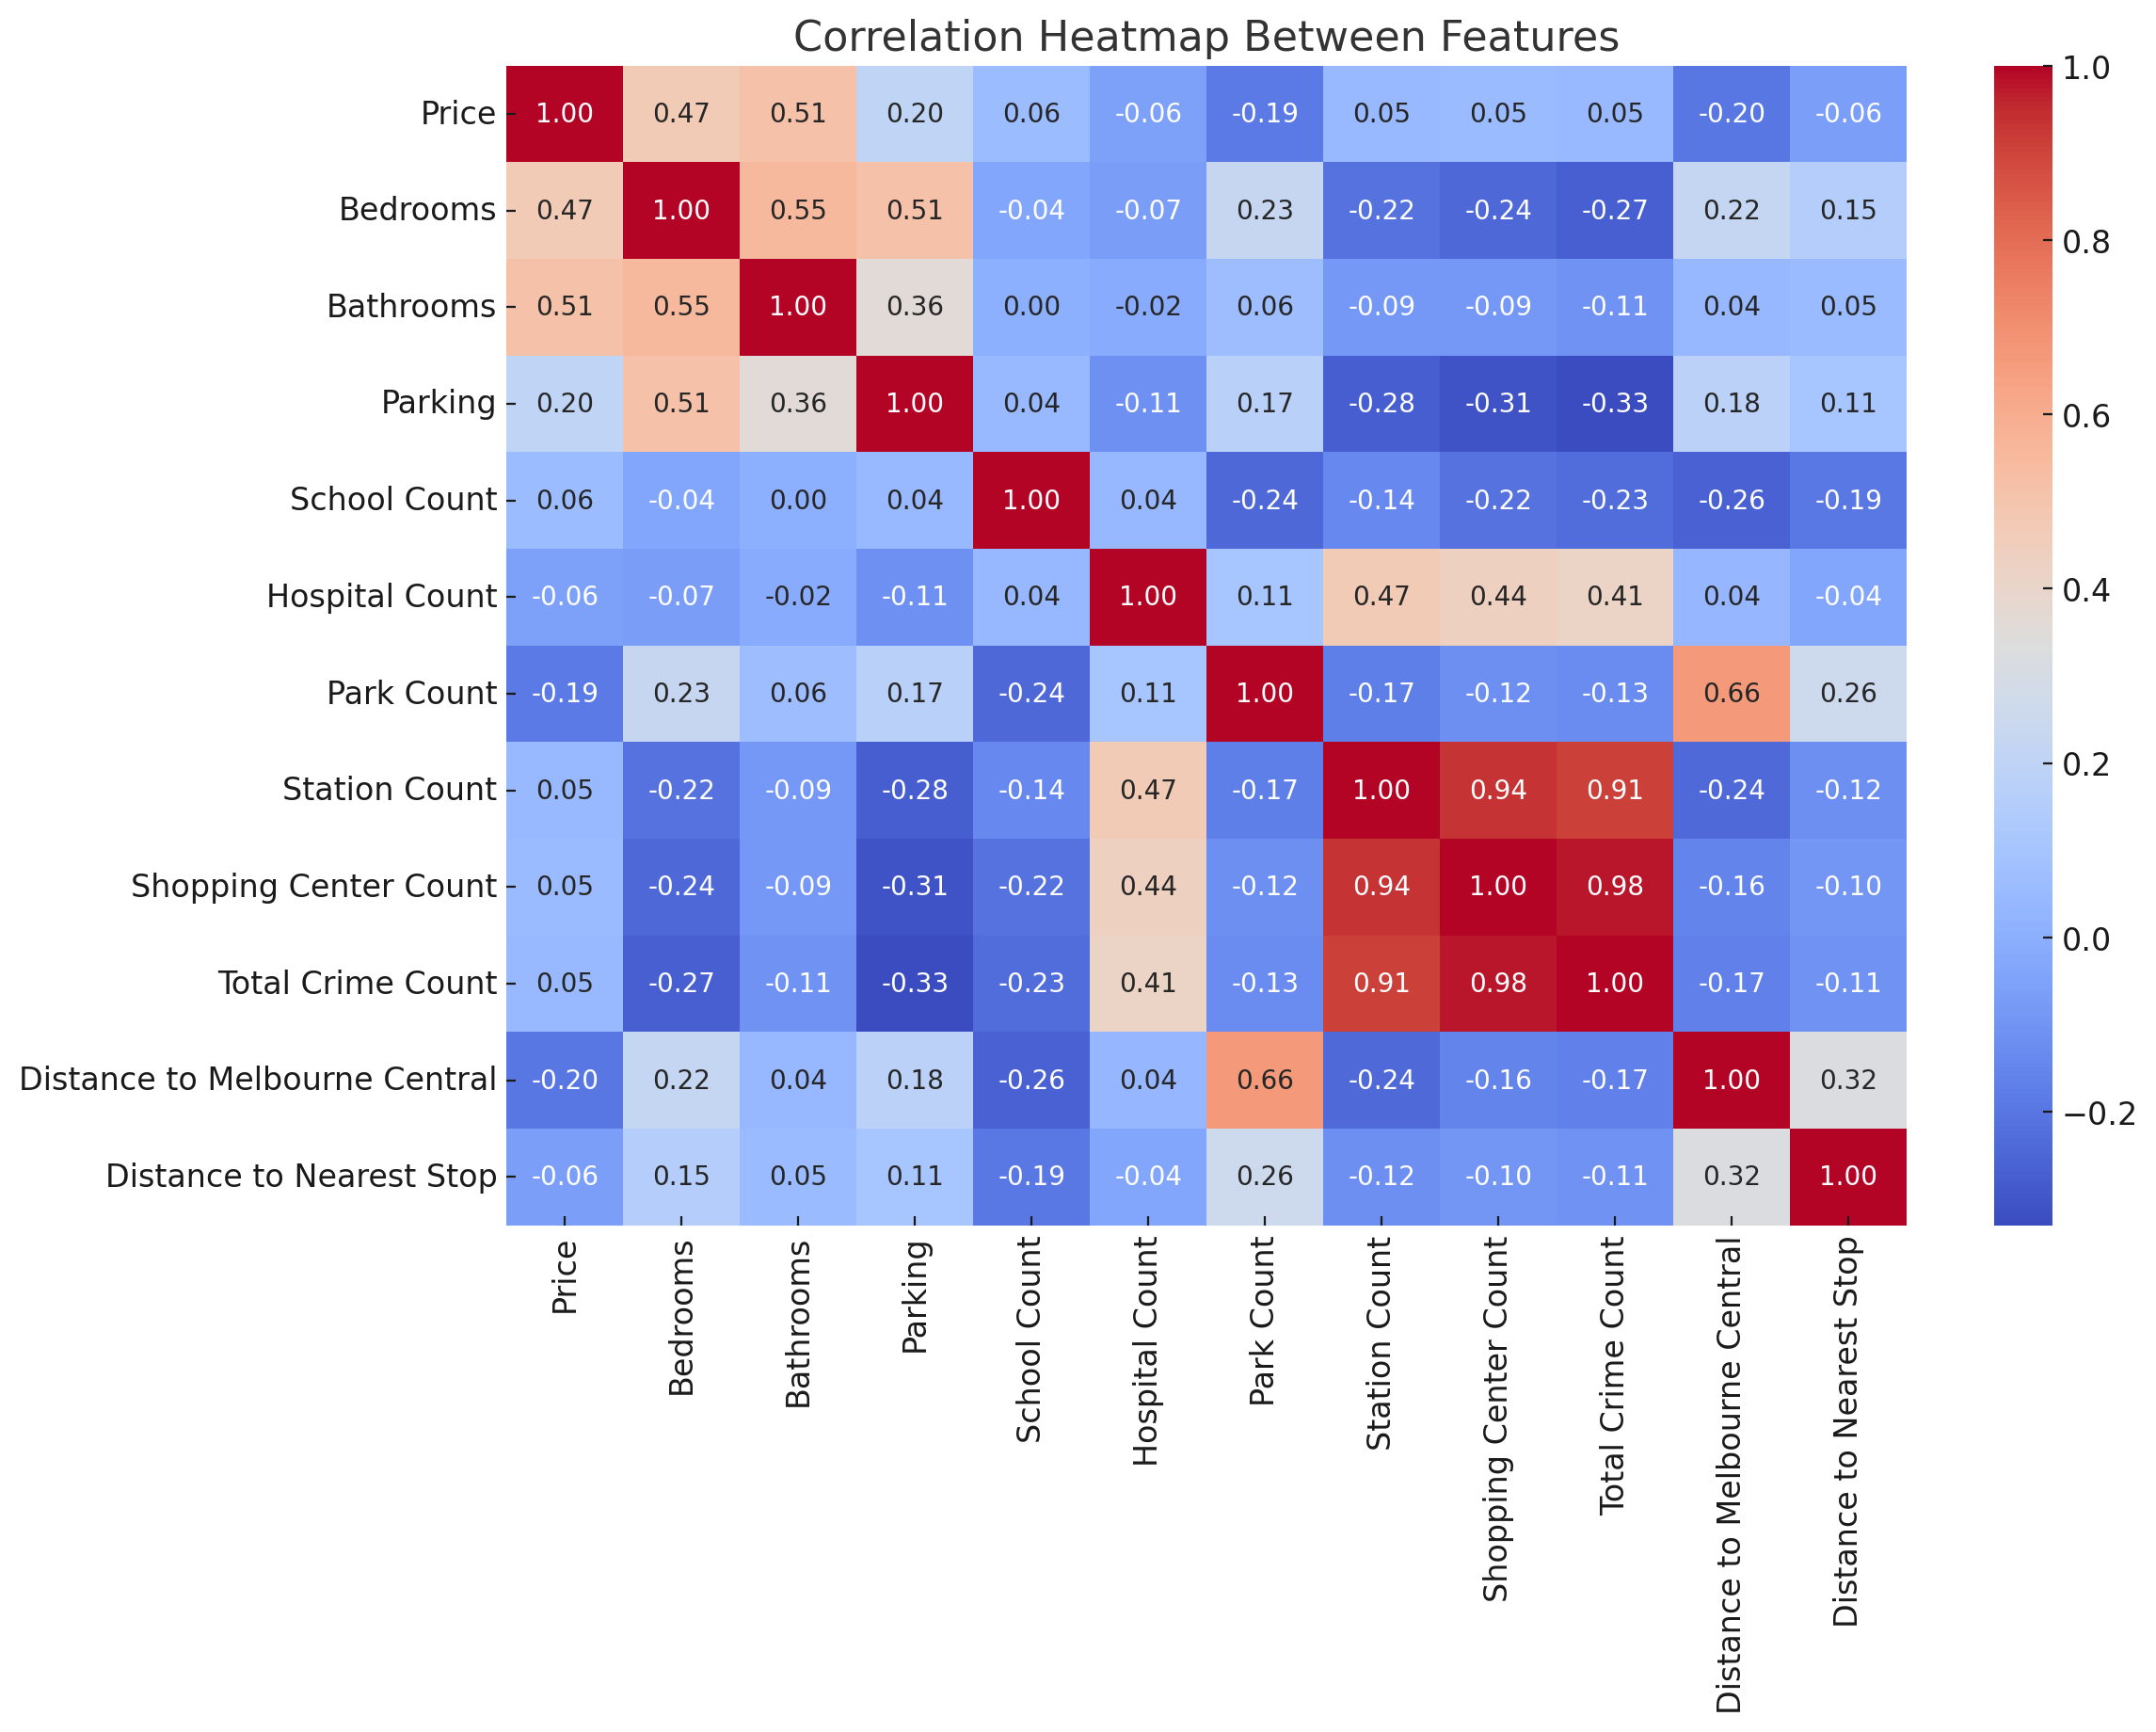 Correlation Heatmap Between Features
Price 1.00 0.47 0.51 0.20 0.06 -0.06 -0.19 0.05 0.05 0.05 -0.20 -0.06
Bedrooms 0.47 1.00 0.55 0.51 -0.04 -0.07 0.23 -0.22 -0.24 -0.27 0.22 0.15
Bathrooms 0.51 0.55 1.00 0.36 0.00 -0.02 0.06 -0.09 -0.09 -0.11 0.04 0.05
Parking 0.20 0.51 0.36 1.00 0.04 -0.11 0.17 -0.28 -0.31 -0.33 0.18 0.11
School Count 0.06 -0.04 0.00 0.04 1.00 0.04 -0.24 -0.14 -0.22 -0.23 -0.26 -0.19
Hospital Count -0.06 -0.07 -0.02 -0.11 0.04 1.00 0.11 0.47 0.44 0.41 0.04 -0.04
Park Count -0.19 0.23 0.06 0.17 -0.24 0.11 1.00 -0.17 -0.12 -0.13 0.66 0.26
Station Count 0.05 -0.22 -0.09 -0.28 -0.14 0.47 -0.17 1.00 0.94 0.91 -0.24 -0.12
Shopping Center Count 0.05 -0.24 -0.09 -0.31 -0.22 0.44 -0.12 0.94 1.00 0.98 -0.16 -0.10
Total Crime Count 0.05 -0.27 -0.11 -0.33 -0.23 0.41 -0.13 0.91 0.98 1.00 -0.17 -0.11
Distance to Melbourne Central -0.20 0.22 0.04 0.18 -0.26 0.04 0.66 -0.24 -0.16 -0.17 1.00 0.32
Distance to Nearest Stop -0.06 0.15 0.05 0.11 -0.19 -0.04 0.26 -0.12 -0.10 -0.11 0.32 1.00
Price
Bedrooms
Bathrooms
Parking
School Count
Hospital Count
Park Count
Station Count
Shopping Center Count
Total Crime Count
Distance to Melbourne Central
Distance to Nearest Stop
1.0
0.8
0.6
0.4
0.2
0.0
−0.2